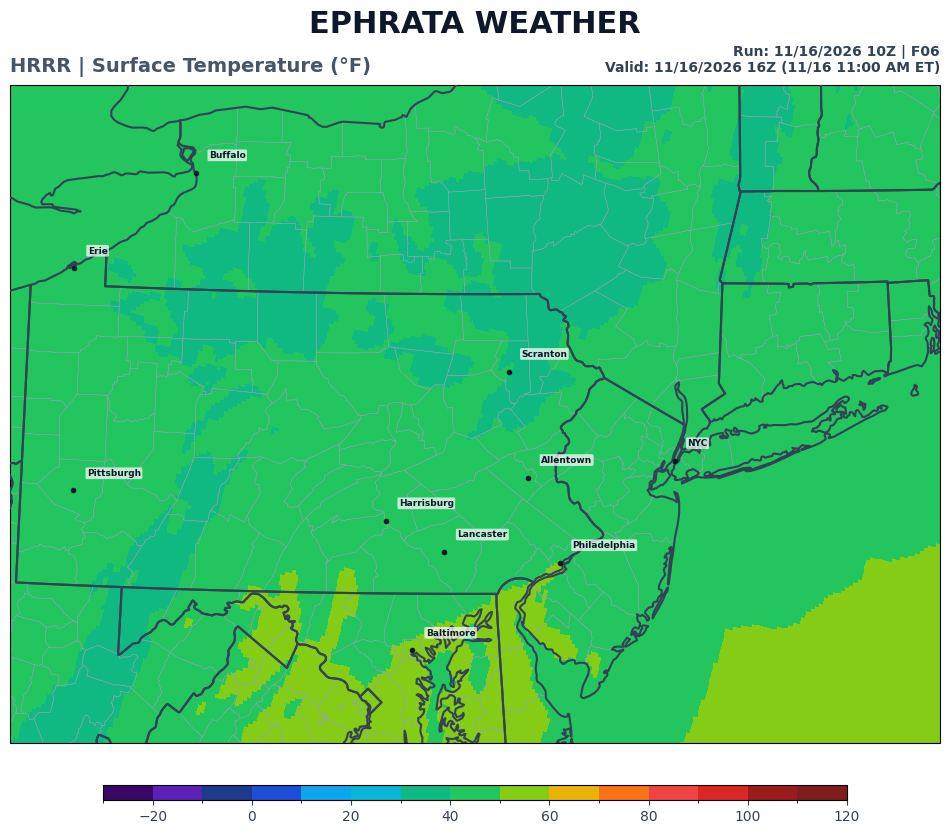 EPHRATA WEATHER
HRRR | Surface Temperature (°F)
Run: 11/16/2026 10Z | F06
Valid: 11/16/2026 16Z (11/16 11:00 AM ET)
Buffalo
Erie
Scranton
NYC
Allentown
Pittsburgh
Harrisburg
Lancaster
Philadelphia
Baltimore
−20 0 20 40 60 80 100 120